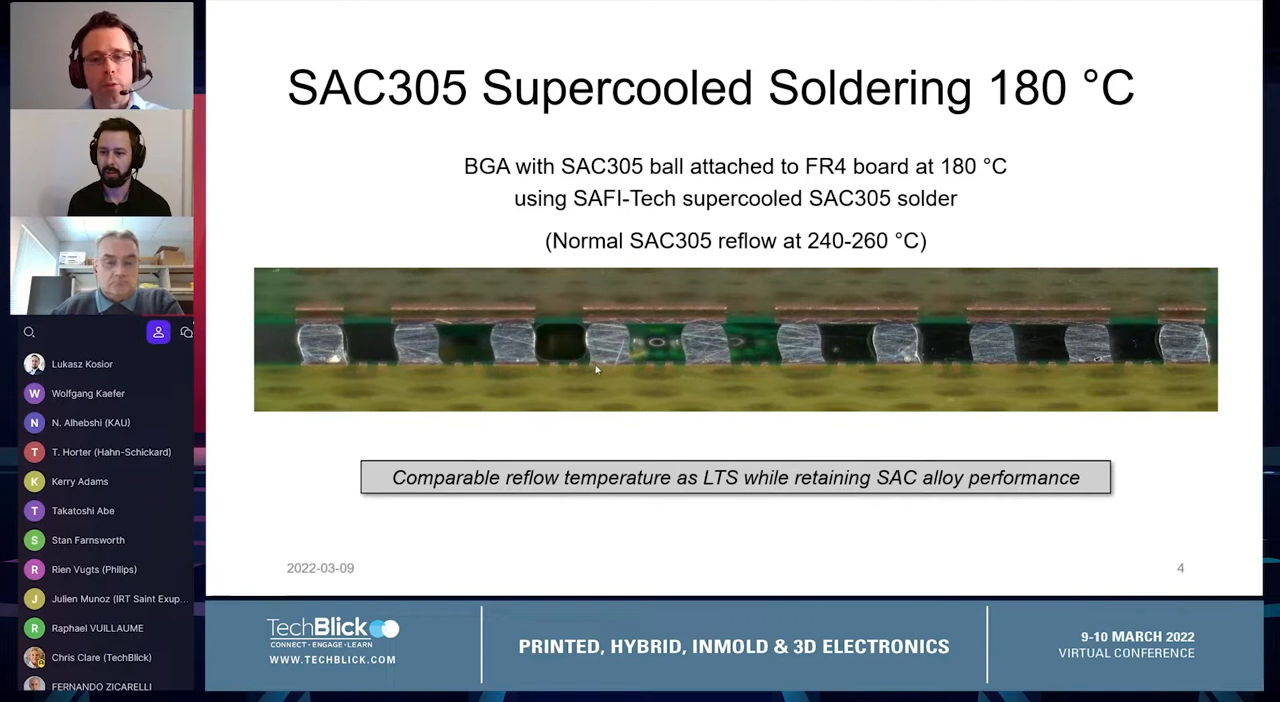 SAC305 Supercooled Soldering 180 °C
BGA with SAC305 ball attached to FR4 board at 180 °C
using SAFI-Tech supercooled SAC305 solder
(Normal SAC305 reflow at 240-260 °C)
Comparable reflow temperature as LTS while retaining SAC alloy performance
2022-03-09
4
Lukasz Kosior
W
Wolfgang Kaefer
N
N. Alhebshi (KAU)
T
T. Horter (Hahn-Schickard)
K
Kerry Adams
T
Takatoshi Abe
S
Stan Farnsworth
R
Rien Vugts (Philips)
J
Julien Munoz (IRT Saint Exup...
R
Raphael VUILLAUME
Chris Clare (TechBlick)
FERNANDO ZICARELLI
TechBlick
CONNECT · ENGAGE · LEARN
WWW.TECHBLICK.COM
PRINTED, HYBRID, INMOLD & 3D ELECTRONICS
9-10 MARCH 2022
VIRTUAL CONFERENCE